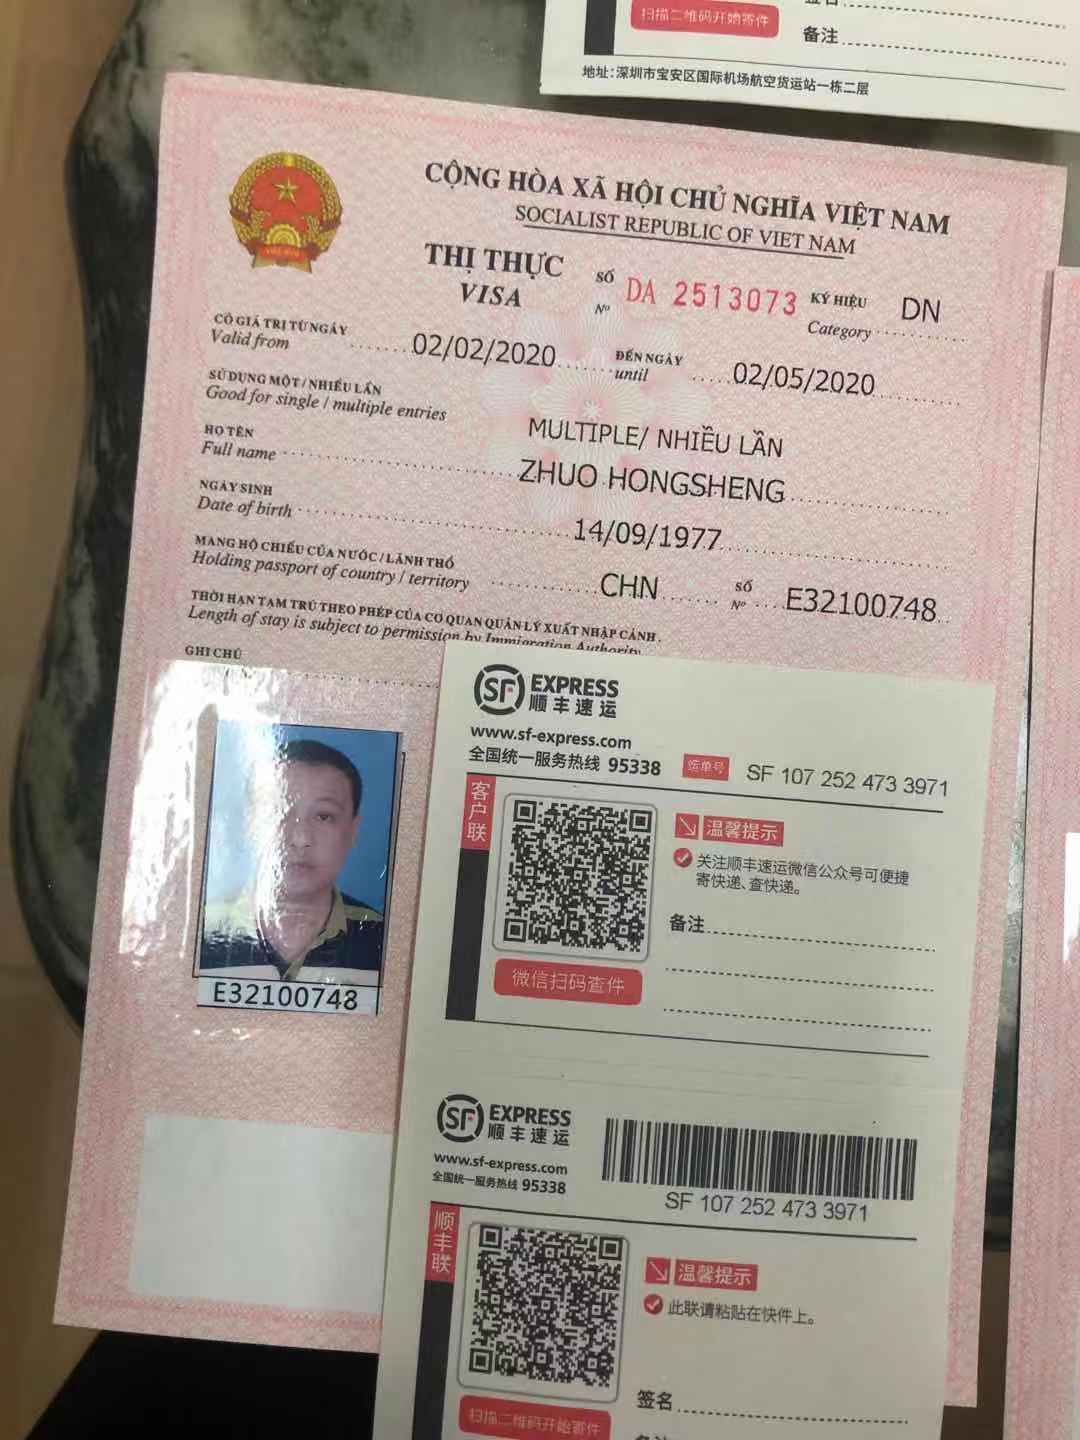 扫描二维码开始寄件
备注
地址：深圳市宝安区国际机场航空货运站一栋二层
CỘNG HÒA XÃ HỘI CHỦ NGHĨA VIỆT NAM
SOCIALIST REPUBLIC OF VIET NAM
THỊ THỰC
VISA
SỐ
Nº
DA 2513073
KÝ HIỆU
Category
DN
CÓ GIÁ TRỊ TỪ NGÀY
Valid from
02/02/2020
ĐẾN NGÀY
until
02/05/2020
SỬ DỤNG MỘT / NHIỀU LẦN
Good for single / multiple entries
MULTIPLE/ NHIỀU LẦN
HỌ TÊN
Full name
ZHUO HONGSHENG
NGÀY SINH
Date of birth
14/09/1977
MANG HỘ CHIẾU CỦA NƯỚC / LÃNH THỔ
Holding passport of country / territory
CHN
SỐ
Nº
E32100748
THỜI HẠN TẠM TRÚ THEO PHÉP CỦA CƠ QUAN QUẢN LÝ XUẤT NHẬP CẢNH.
Length of stay is subject to permission by Immigration Authority
GHI CHÚ
E32100748
SF EXPRESS
顺丰速运
www.sf-express.com
全国统一服务热线 95338
运单号 SF 107 252 473 3971
客户联
温馨提示
关注顺丰速运微信公众号可便捷
寄快递、查快递。
备注
微信扫码查件
SF EXPRESS
顺丰速运
www.sf-express.com
全国统一服务热线 95338
SF 107 252 473 3971
顺丰联
温馨提示
此联请粘贴在快件上。
签名
扫描二维码开始寄件